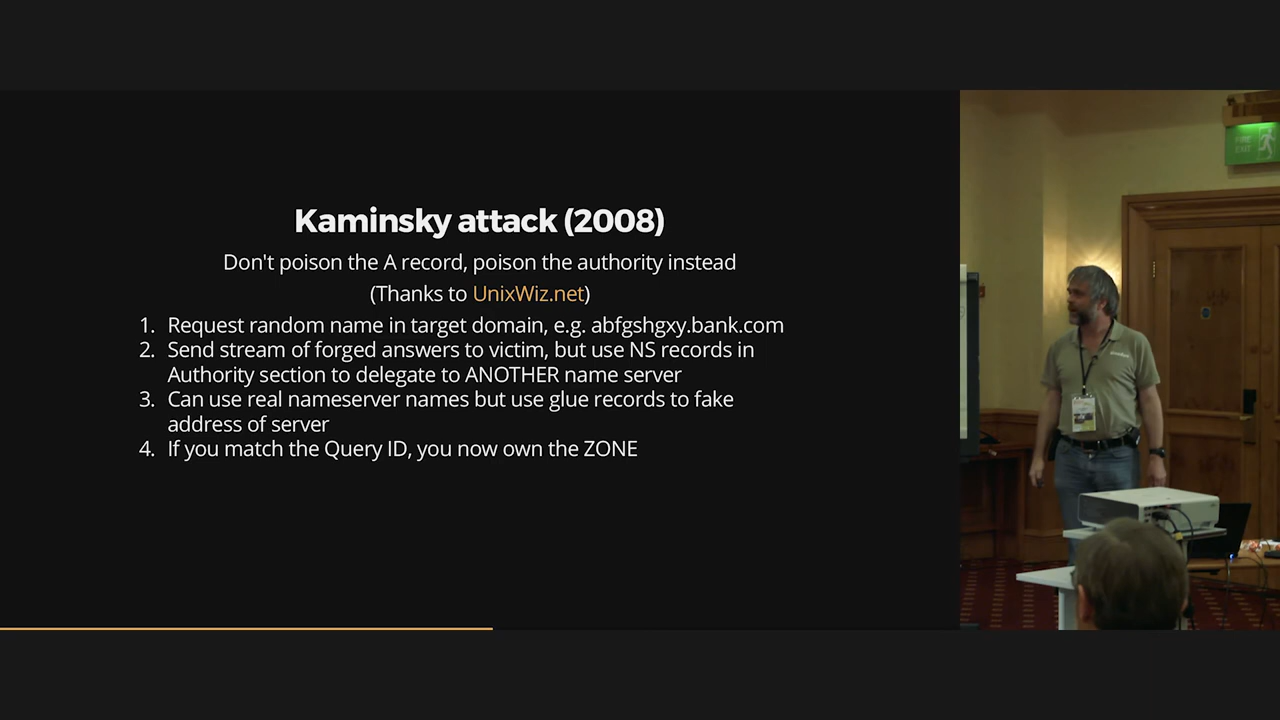 Kaminsky attack (2008)
Don't poison the A record, poison the authority instead
(Thanks to UnixWiz.net)
1. Request random name in target domain, e.g. abfgshgxy.bank.com
2. Send stream of forged answers to victim, but use NS records in
Authority section to delegate to ANOTHER name server
3. Can use real nameserver names but use glue records to fake
address of server
4. If you match the Query ID, you now own the ZONE
FIRE
EXIT